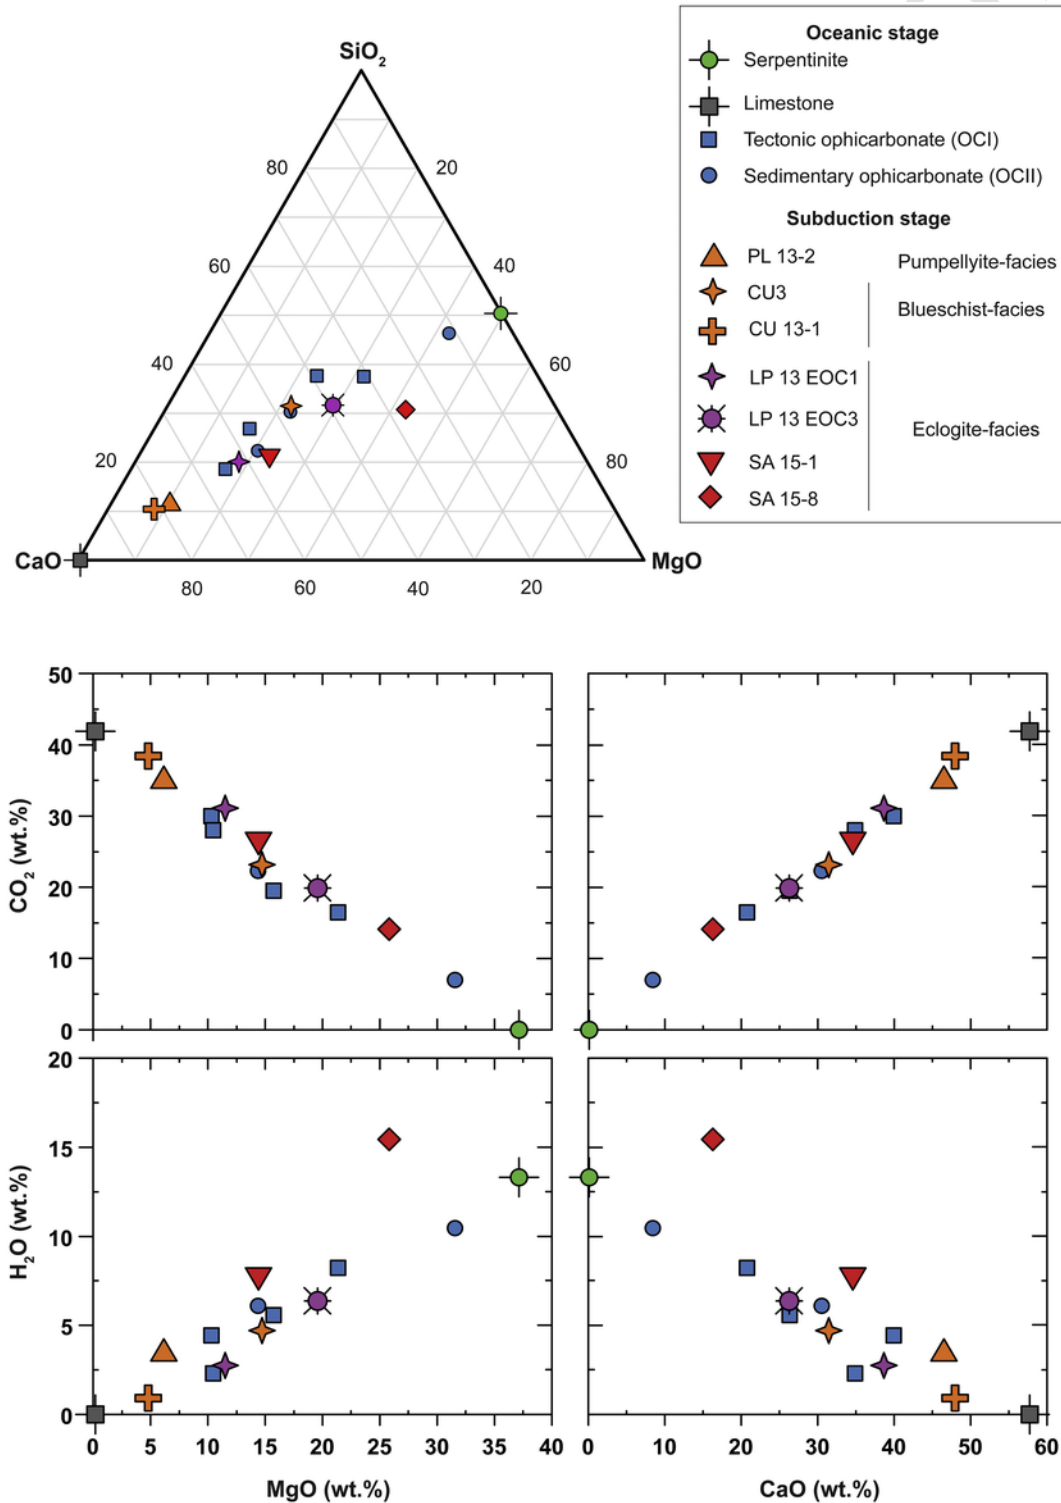 SiO2
80
20
60
40
40
60
20
80
CaO
MgO
80
60
40
20
Oceanic stage
Serpentinite
Limestone
Tectonic ophicarbonate (OCI)
Sedimentary ophicarbonate (OCII)
Subduction stage
PL 13-2
Pumpellyite-facies
CU3
Blueschist-facies
CU 13-1
LP 13 EOC1
LP 13 EOC3
Eclogite-facies
SA 15-1
SA 15-8
50
40
30
20
10
0
CO2 (wt.%)
20
15
10
5
0
H2O (wt.%)
0 5 10 15 20 25 30 35 40
MgO (wt.%)
0 10 20 30 40 50 60
CaO (wt.%)